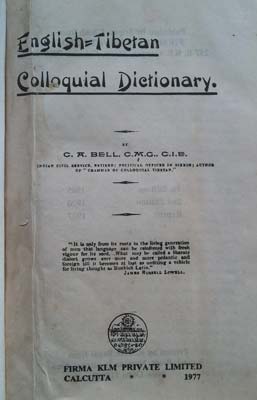 English=Tibetan
Colloquial Dictionary.
BY
C. A. BELL, C.M.G., C.I.E.
INDIAN CIVIL SERVICE, RETIRED; POLITICAL OFFICER IN SIKKIM; AUTHOR
OF "GRAMMAR OF COLLOQUIAL TIBETAN."
"It is only from its roots in the living generation
of men that language can be reinforced with fresh
vigour for its need. What may be called a literate
dialect grows ever more and more pedantic and
foreign till it becomes at last as unfitting a vehicle
for living thought as Monkish Latin."
JAMES RUSSELL LOWELL.
FIRMA KLM PRIVATE LIMITED
CALCUTTA * * 1977